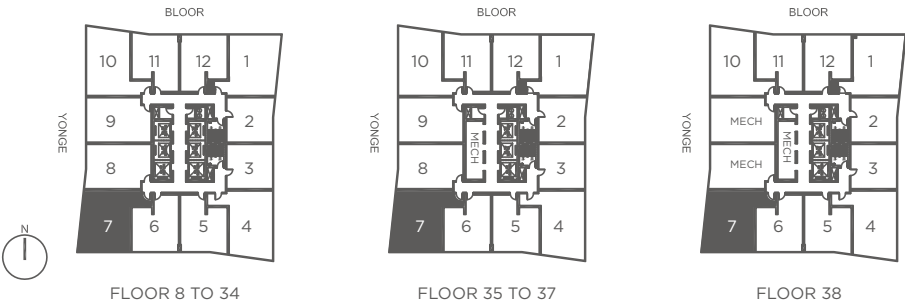 BLOOR
BLOOR
BLOOR
10 11 12 1
10 11 12 1
10 11 12 1
YONGE
9 2
8 3
YONGE
9 MECH 2
8 3
YONGE
MECH MECH 2
MECH 3
7 6 5 4
7 6 5 4
7 6 5 4
N
FLOOR 8 TO 34
FLOOR 35 TO 37
FLOOR 38